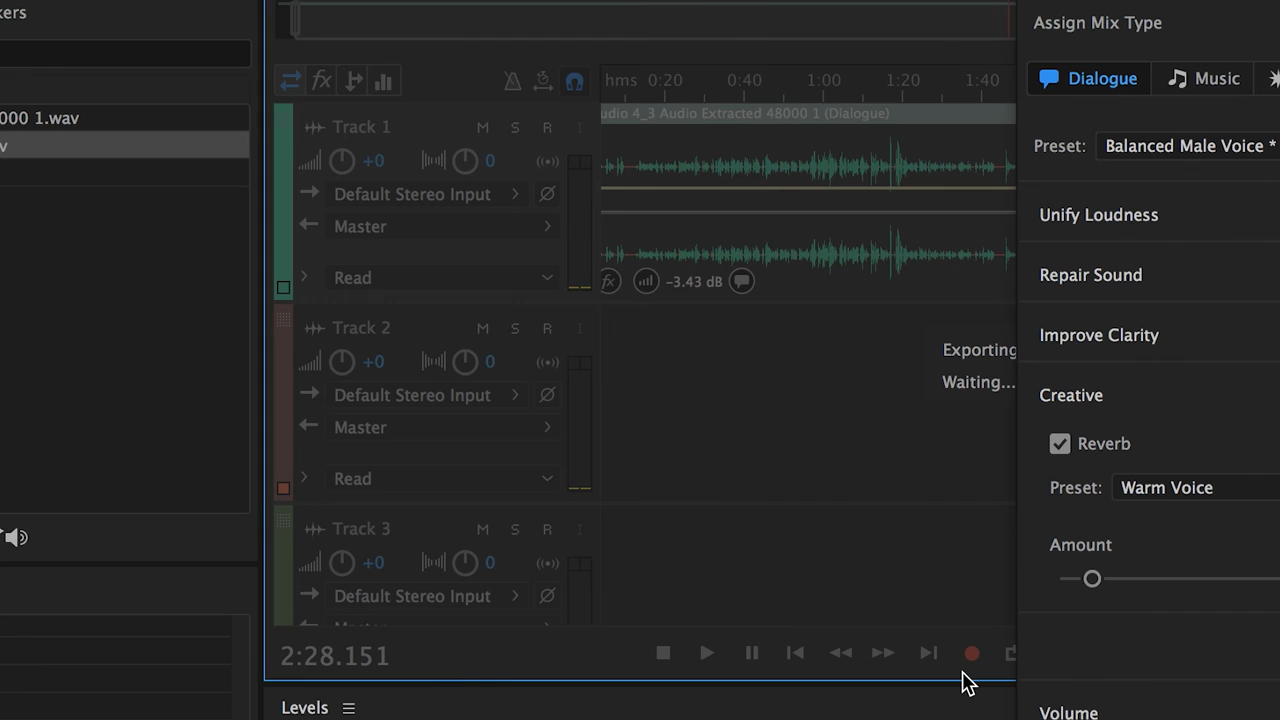 kers
000 1.wav
v
hms 0:20 0:40 1:00 1:20 1:40
udio 4_3 Audio Extracted 48000 1 (Dialogue)
Track 1 M S R I
+0 0
Default Stereo Input
Master
Read
fx -3.43 dB
Track 2 M S R I
+0 0
Default Stereo Input
Master
Read
Track 3 M S R I
+0 0
Default Stereo Input
2:28.151
Levels
Exporting
Waiting...
Assign Mix Type
Dialogue Music
Preset: Balanced Male Voice *
Unify Loudness
Repair Sound
Improve Clarity
Creative
Reverb
Preset: Warm Voice
Amount
Volume
fx